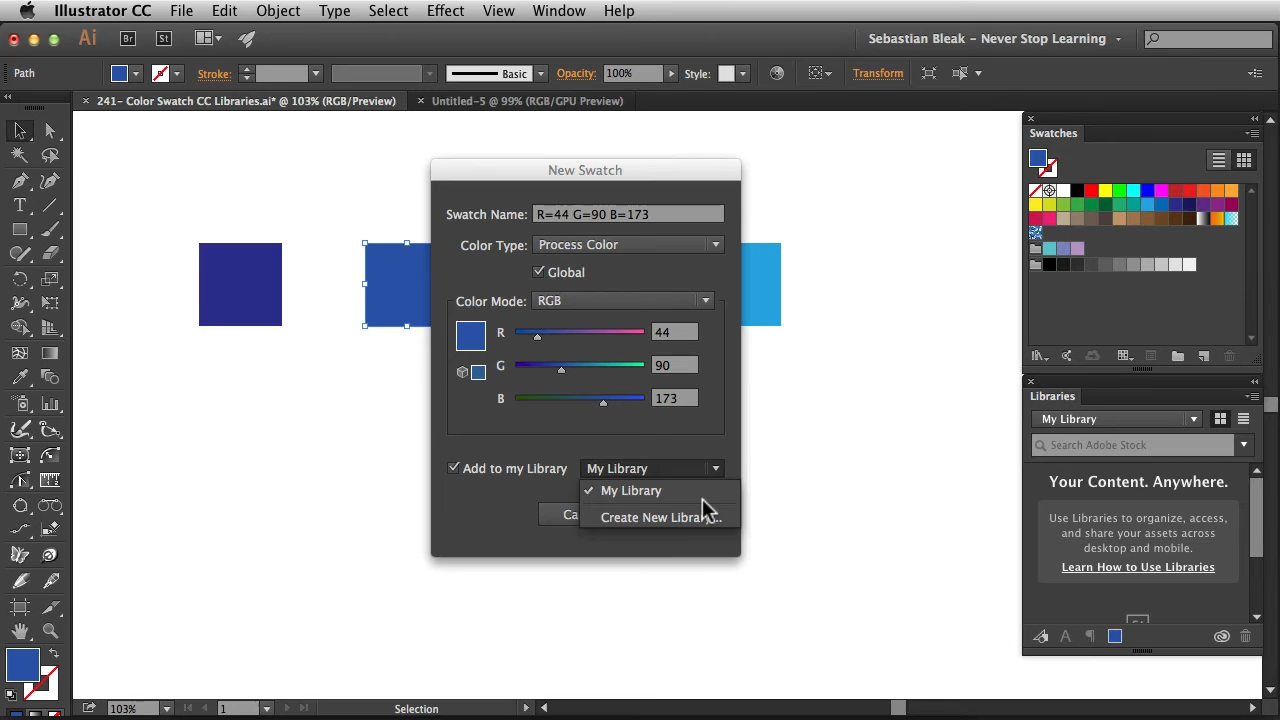 Illustrator CC File Edit Object Type Select Effect View Window Help
Ai Br St Sebastian Bleak - Never Stop Learning
Path Stroke: Basic Opacity: 100% Style: Transform
× 241- Color Swatch CC Libraries.ai* @ 103% (RGB/Preview) × Untitled-5 @ 99% (RGB/GPU Preview)
New Swatch
Swatch Name: R=44 G=90 B=173
Color Type: Process Color
Global
Color Mode: RGB
R 44
G 90
B 173
Add to my Library My Library
My Library
Create New Librar...
Ca
Swatches
Libraries
My Library
Search Adobe Stock
Your Content. Anywhere.
Use Libraries to organize, access,
and share your assets across
desktop and mobile.
Learn How to Use Libraries
103% 1 Selection